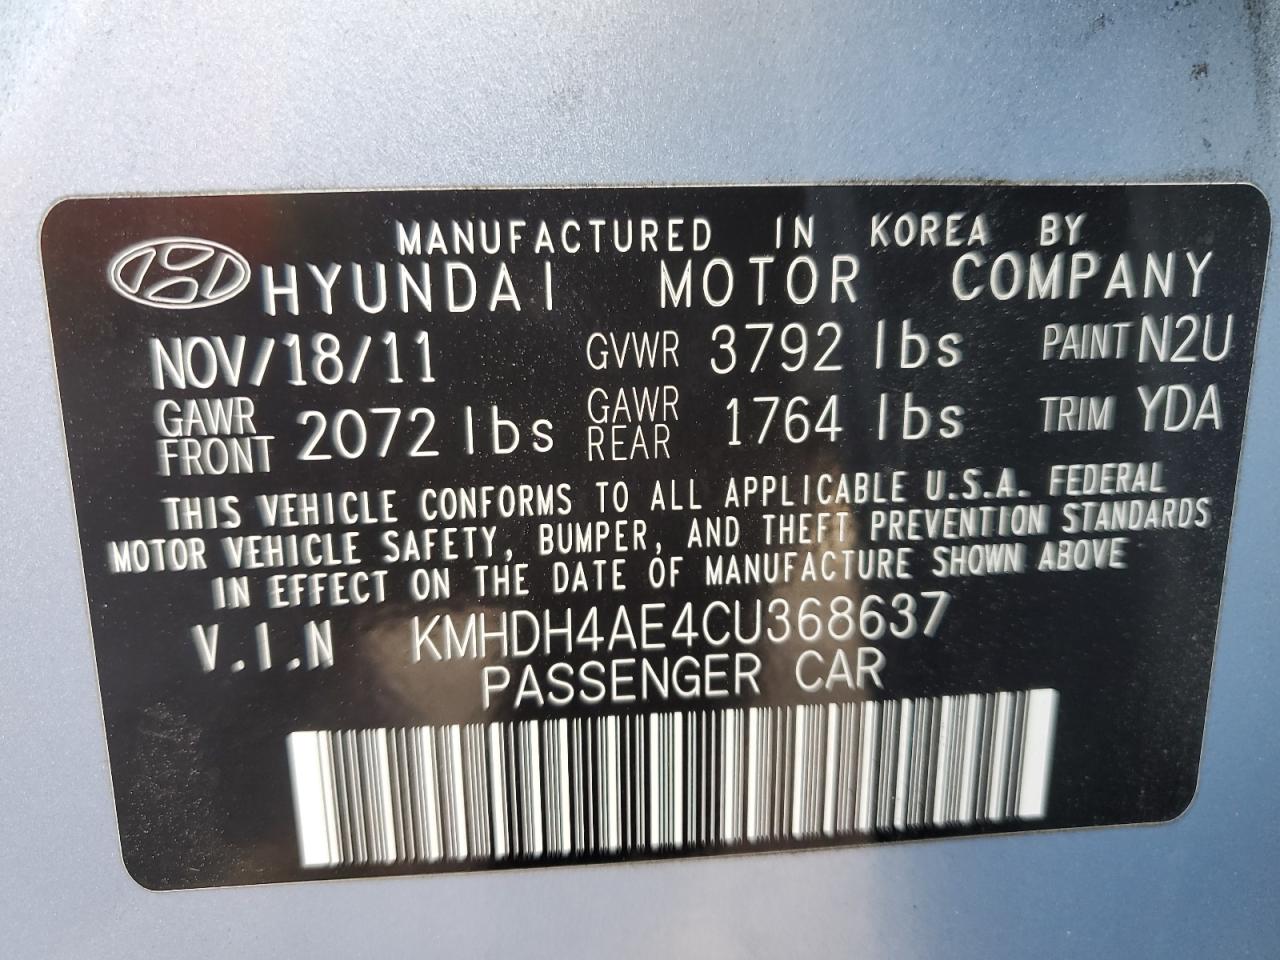 MANUFACTURED IN KOREA BY
HYUNDAI MOTOR COMPANY
NOV/18/11 GVWR 3792 lbs PAINT N2U
GAWR FRONT 2072 lbs GAWR REAR 1764 lbs TRIM YDA
THIS VEHICLE CONFORMS TO ALL APPLICABLE U.S.A. FEDERAL
MOTOR VEHICLE SAFETY, BUMPER, AND THEFT PREVENTION STANDARDS
IN EFFECT ON THE DATE OF MANUFACTURE SHOWN ABOVE
V.I.N KMHDH4AE4CU368637
PASSENGER CAR